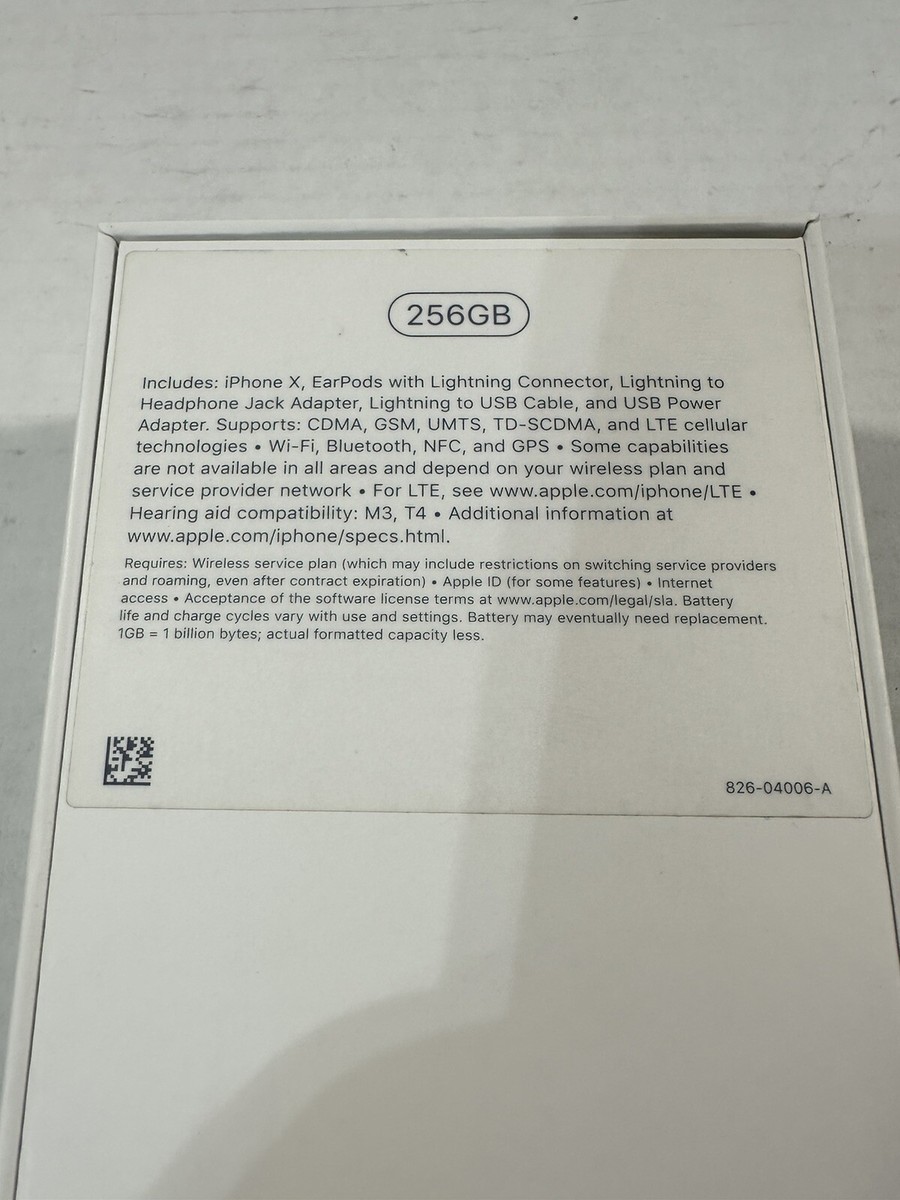 256GB
Includes: iPhone X, EarPods with Lightning Connector, Lightning to
Headphone Jack Adapter, Lightning to USB Cable, and USB Power
Adapter. Supports: CDMA, GSM, UMTS, TD-SCDMA, and LTE cellular
technologies • Wi-Fi, Bluetooth, NFC, and GPS • Some capabilities
are not available in all areas and depend on your wireless plan and
service provider network • For LTE, see www.apple.com/iphone/LTE •
Hearing aid compatibility: M3, T4 • Additional information at
www.apple.com/iphone/specs.html.
Requires: Wireless service plan (which may include restrictions on switching service providers
and roaming, even after contract expiration) • Apple ID (for some features) • Internet
access • Acceptance of the software license terms at www.apple.com/legal/sla. Battery
life and charge cycles vary with use and settings. Battery may eventually need replacement.
1GB = 1 billion bytes; actual formatted capacity less.
826-04006-A